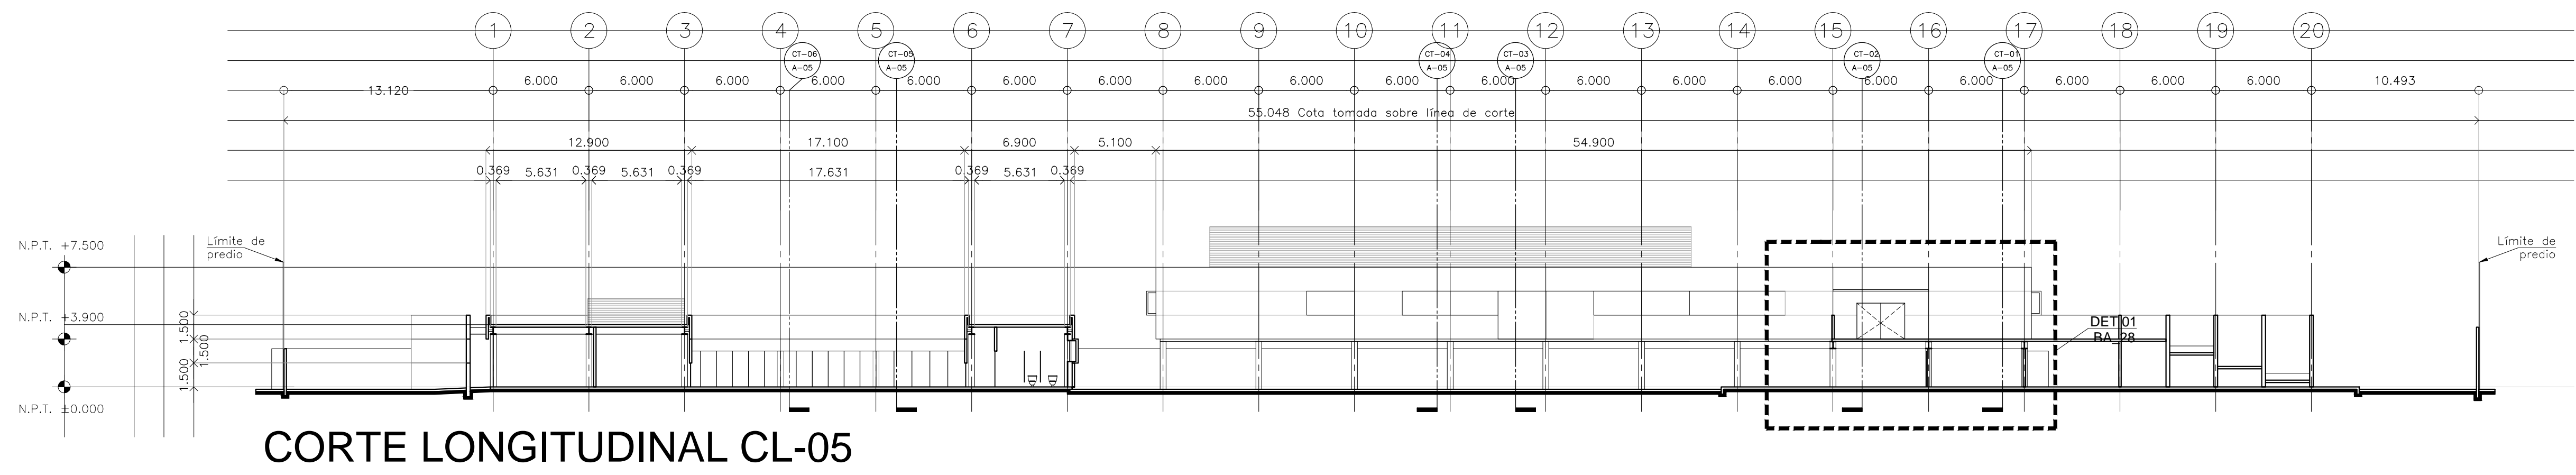 1 2 3 4 5 6 7 8 9 10 11 12 13 14 15 16 17 18 19 20
CT-06 CT-05 CT-04 CT-03 CT-02 CT-01
A-05 A-05 A-05 A-05 A-05 A-05
13.120 6.000 6.000 6.000 6.000 6.000 6.000 6.000 6.000 6.000 6.000 6.000 6.000 6.000 6.000 6.000 6.000 6.000 6.000 6.000 10.493
55.048 Cota tomada sobre línea de corte
12.900 17.100 6.900 5.100 54.900
0.369 5.631 0.369 5.631 0.369 17.631 0.369 5.631 0.369
N.P.T. +7.500
Límite de
predio
Límite de
predio
N.P.T. +3.900
1.500
1.500
1.500
DET 01
BA_28
N.P.T. ±0.000
CORTE LONGITUDINAL CL-05